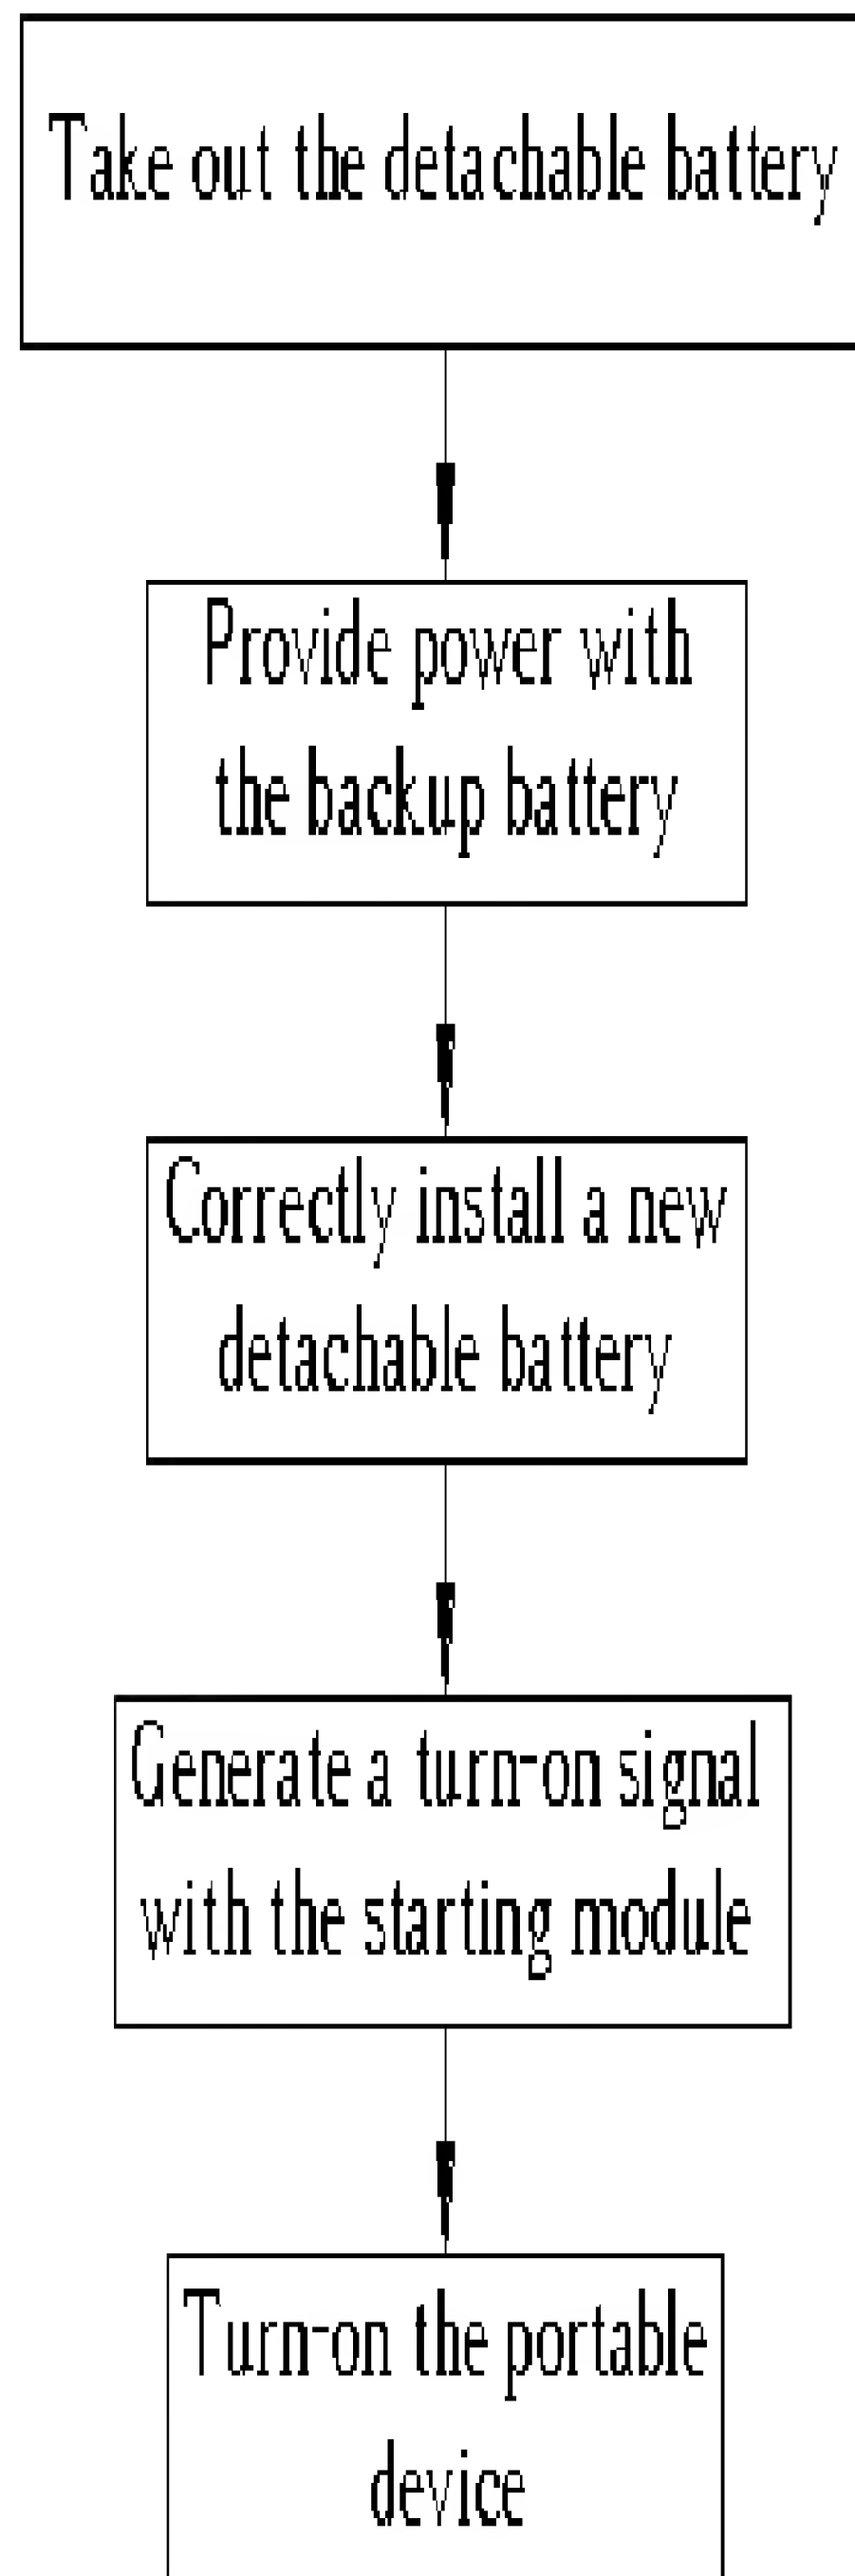 Take out the detachable battery
Provide power with
the backup battery
Correctly install a new
detachable battery
Generate a turn-on signal
with the starting module
Turn-on the portable
device